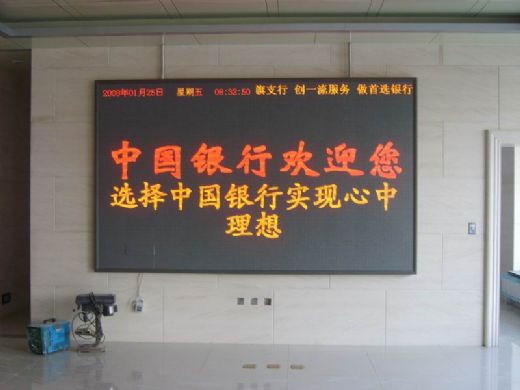 2008年01月25日 星期五 08:32:50 旗支行 创一流服务 做首选银行
中国银行欢迎您
选择中国银行实现心中
理想